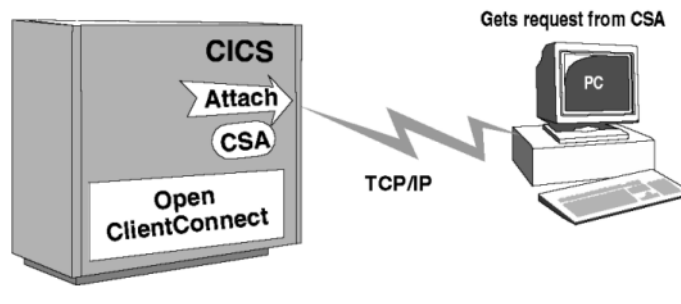 Gets request from CSA
CICS
Attach
CSA
PC
TCP/IP
Open
ClientConnect